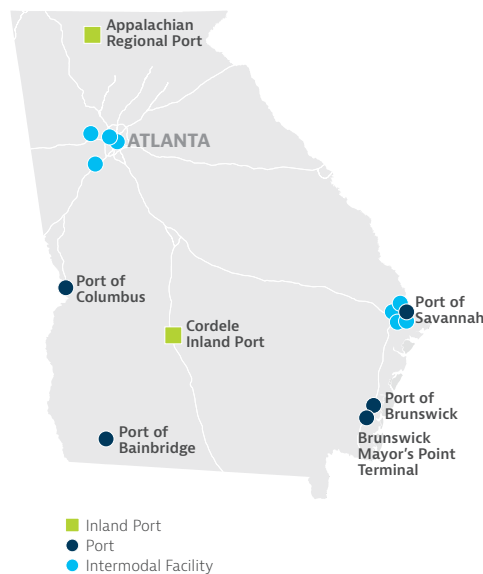 Appalachian
Regional Port
ATLANTA
Port of
Columbus
Port of
Savannah
Cordele
Inland Port
Port of
Brunswick
Port of
Bainbridge
Brunswick
Mayor's Point
Terminal
Inland Port
Port
Intermodal Facility